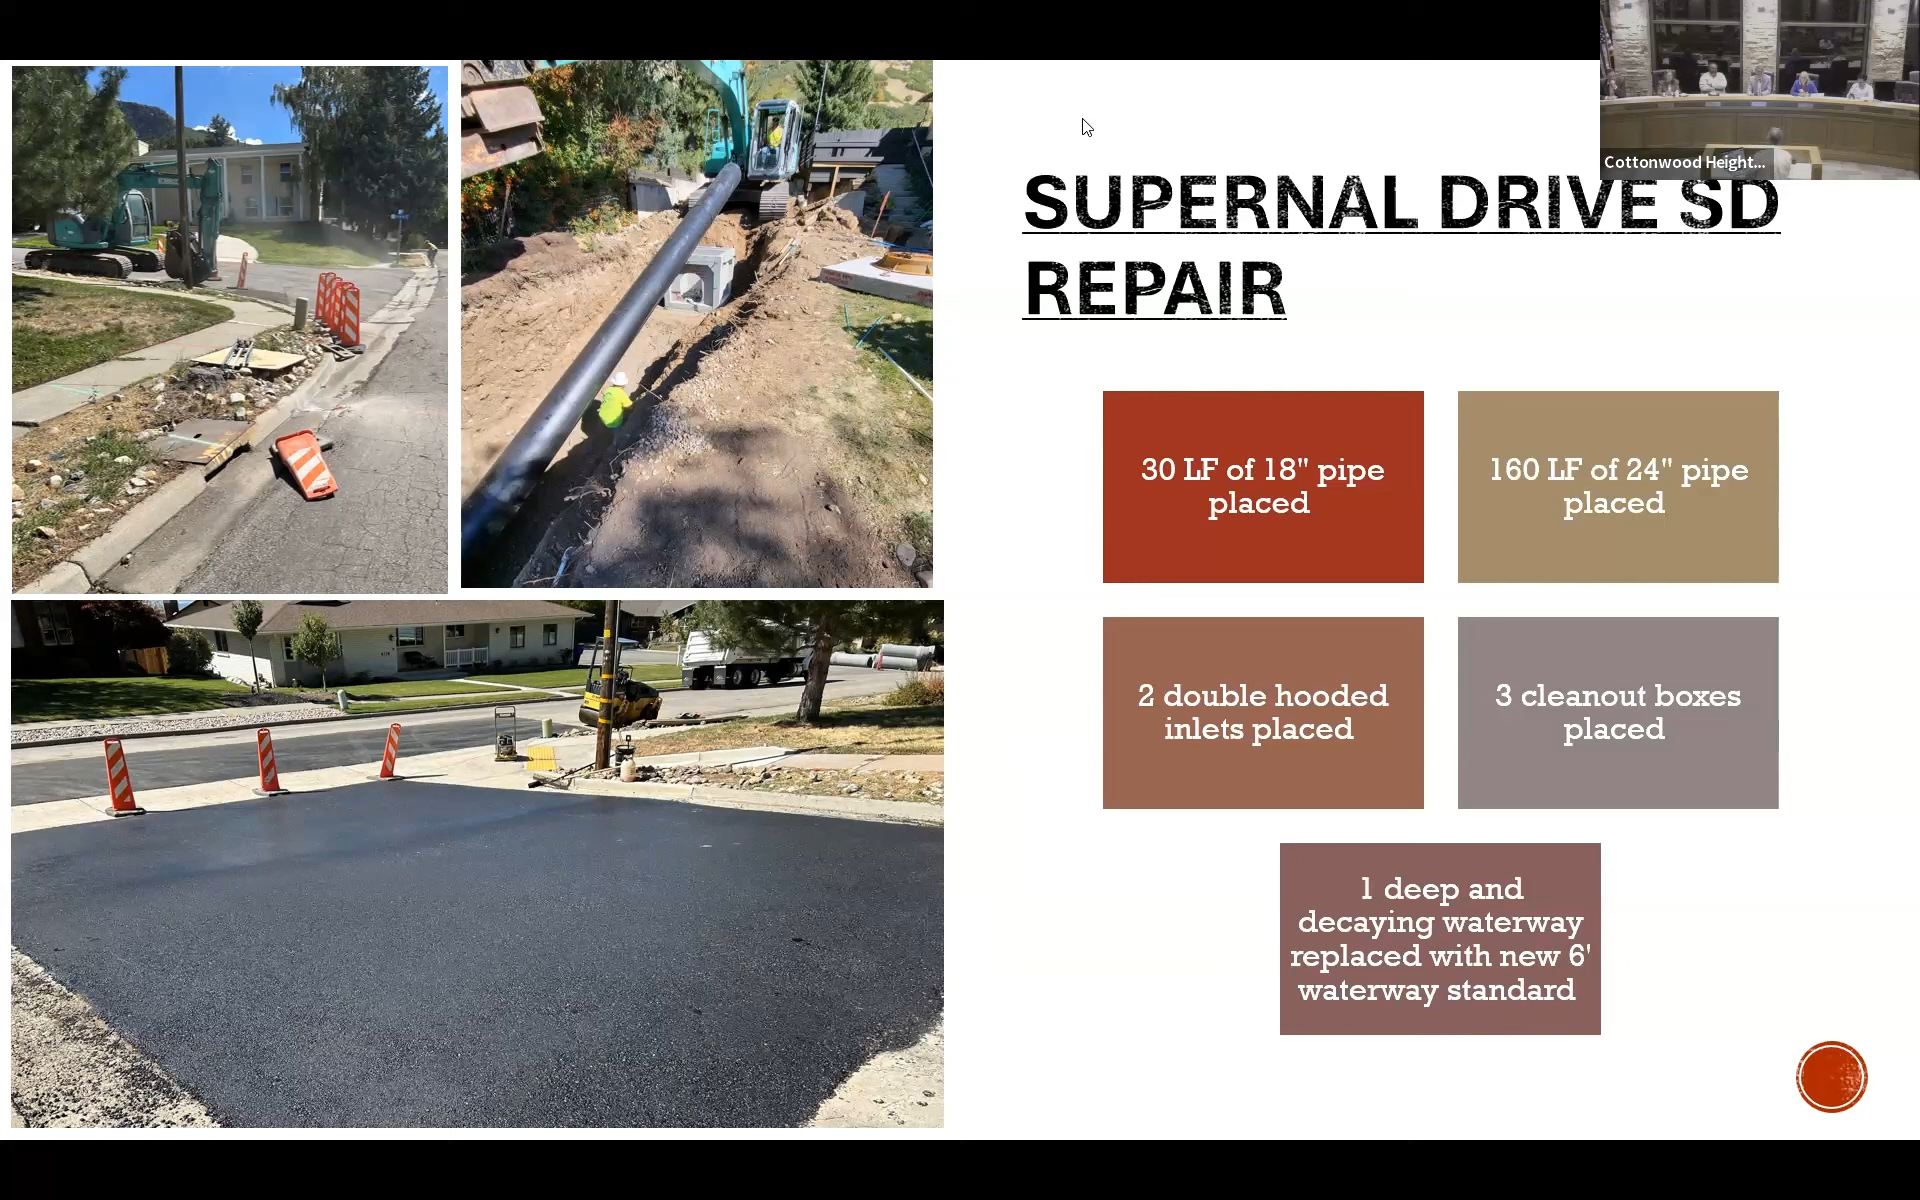 Cottonwood Height...
SUPERNAL DRIVE SD
REPAIR
30 LF of 18" pipe
placed
160 LF of 24" pipe
placed
2 double hooded
inlets placed
3 cleanout boxes
placed
1 deep and
decaying waterway
replaced with new 6'
waterway standard